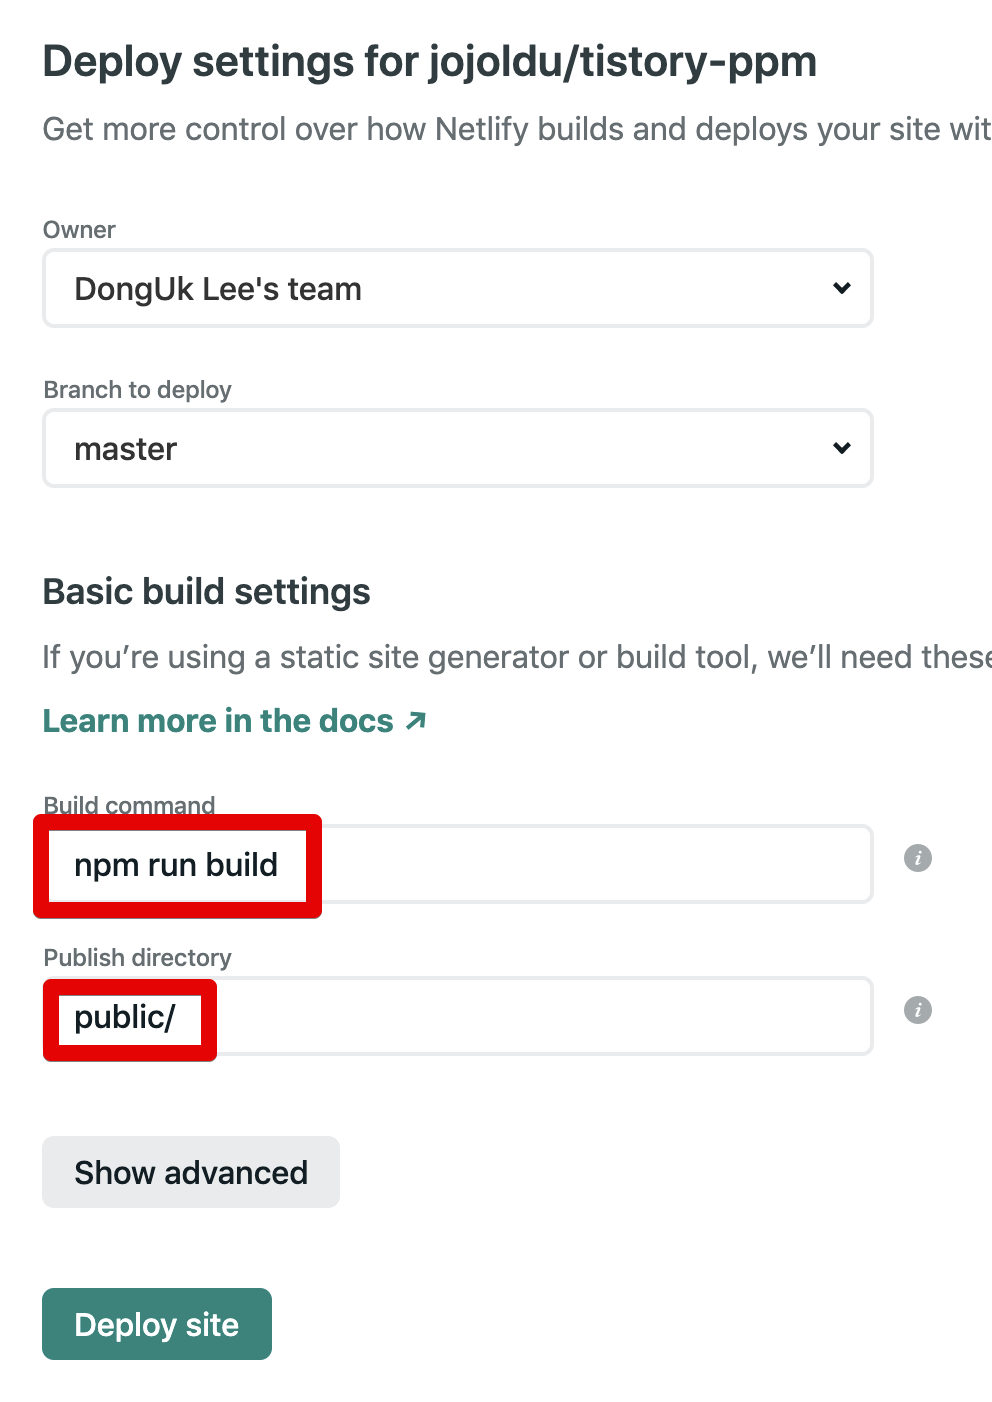 Deploy settings for jojoldu/tistory-ppm
Get more control over how Netlify builds and deploys your site wit
Owner
DongUk Lee's team
Branch to deploy
master
Basic build settings
If you’re using a static site generator or build tool, we’ll need these
Learn more in the docs ↗
Build command
npm run build
i
Publish directory
public/
i
Show advanced
Deploy site